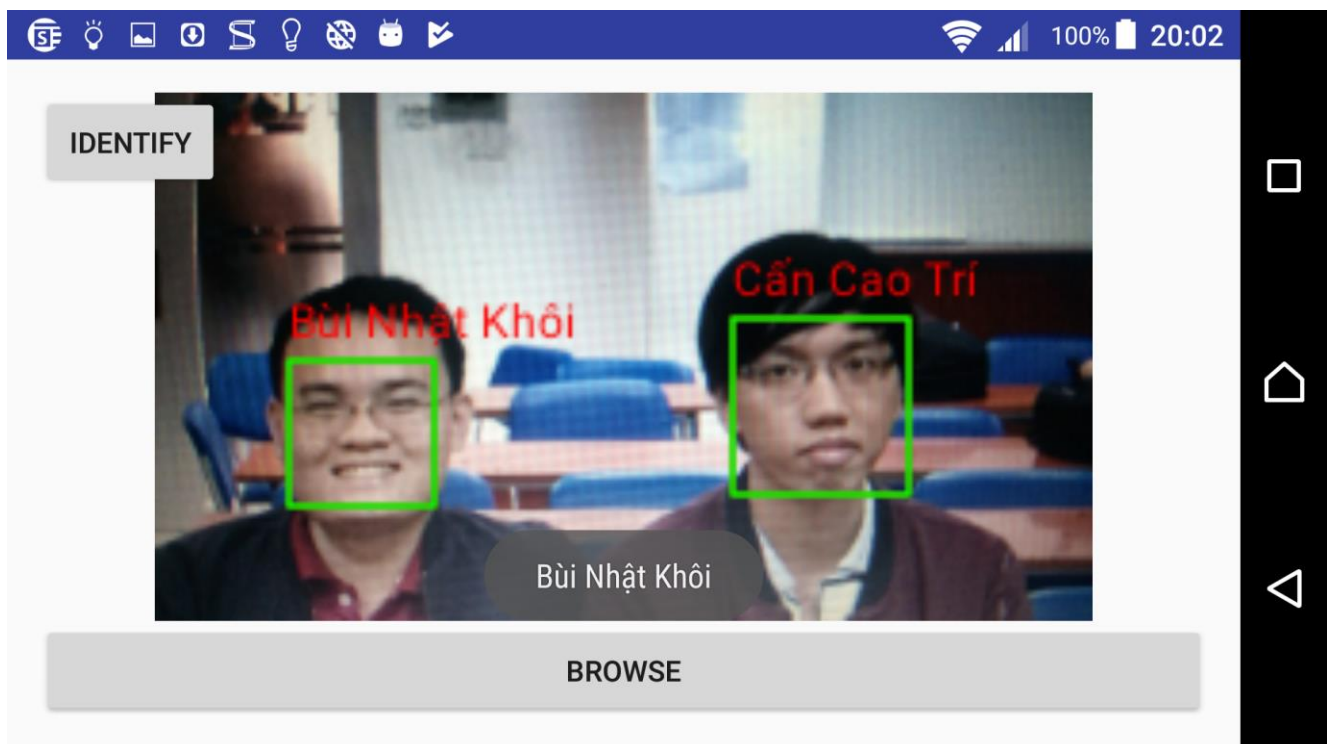 100% 20:02
IDENTIFY
Cấn Cao Trí
Bùi Nhật Khôi
Bùi Nhật Khôi
BROWSE